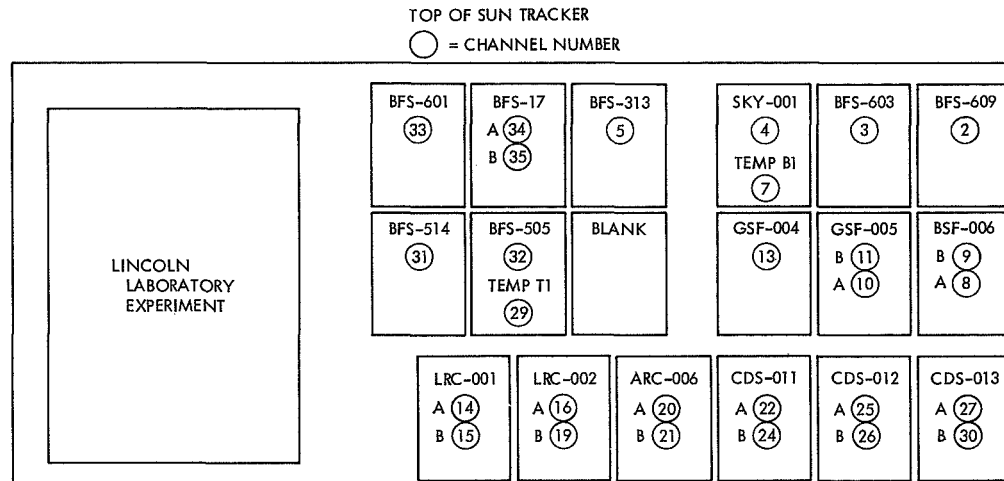 TOP OF SUN TRACKER
= CHANNEL NUMBER
LINCOLN
LABORATORY
EXPERIMENT
BFS-601
33
BFS-17
A 34
B 35
BFS-313
5
SKY-001
4
TEMP B1
7
BFS-603
3
BFS-609
2
BFS-514
31
BFS-505
32
TEMP T1
29
BLANK
GSF-004
13
GSF-005
B 11
A 10
BSF-006
B 9
A 8
LRC-001
A 14
B 15
LRC-002
A 16
B 19
ARC-006
A 20
B 21
CDS-011
A 22
B 24
CDS-012
A 25
B 26
CDS-013
A 27
B 30